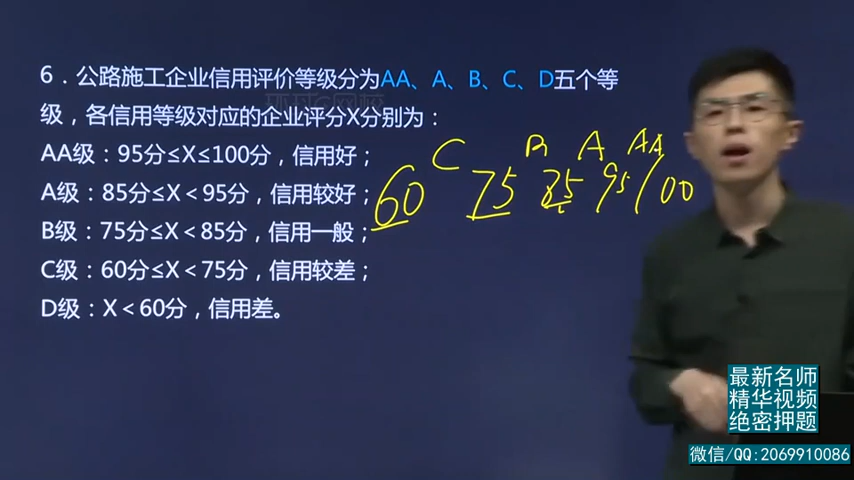 6．公路施工企业信用评价等级分为AA、A、B、C、D五个等
级，各信用等级对应的企业评分X分别为：
AA级：95分≤X≤100分，信用好；
A级：85分≤X＜95分，信用较好；
B级：75分≤X＜85分，信用一般；
C级：60分≤X＜75分，信用较差；
D级：X＜60分，信用差。
C B A AA
60 75 85 95 100
最新名师
精华视频
绝密押题
微信/QQ:2069910086